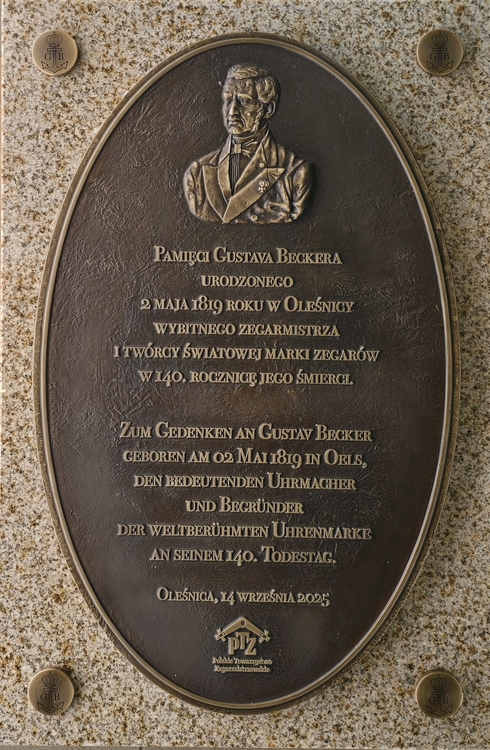 Pamięci Gustava Beckera
urodzonego
2 maja 1819 roku w Oleśnicy
wybitnego zegarmistrza
i twórcy światowej marki zegarów
w 140. rocznicę jego śmierci.
Zum Gedenken an Gustav Becker
geboren am 02 Mai 1819 in Oels,
den bedeutenden Uhrmacher
und Begründer
der weltberühmten Uhrenmarke
an seinem 140. Todestag.
Oleśnica, 14 września 2025
PTZ
Polskie Towarzystwo
Zegarmistrzowskie
G B
G B
G B
G B